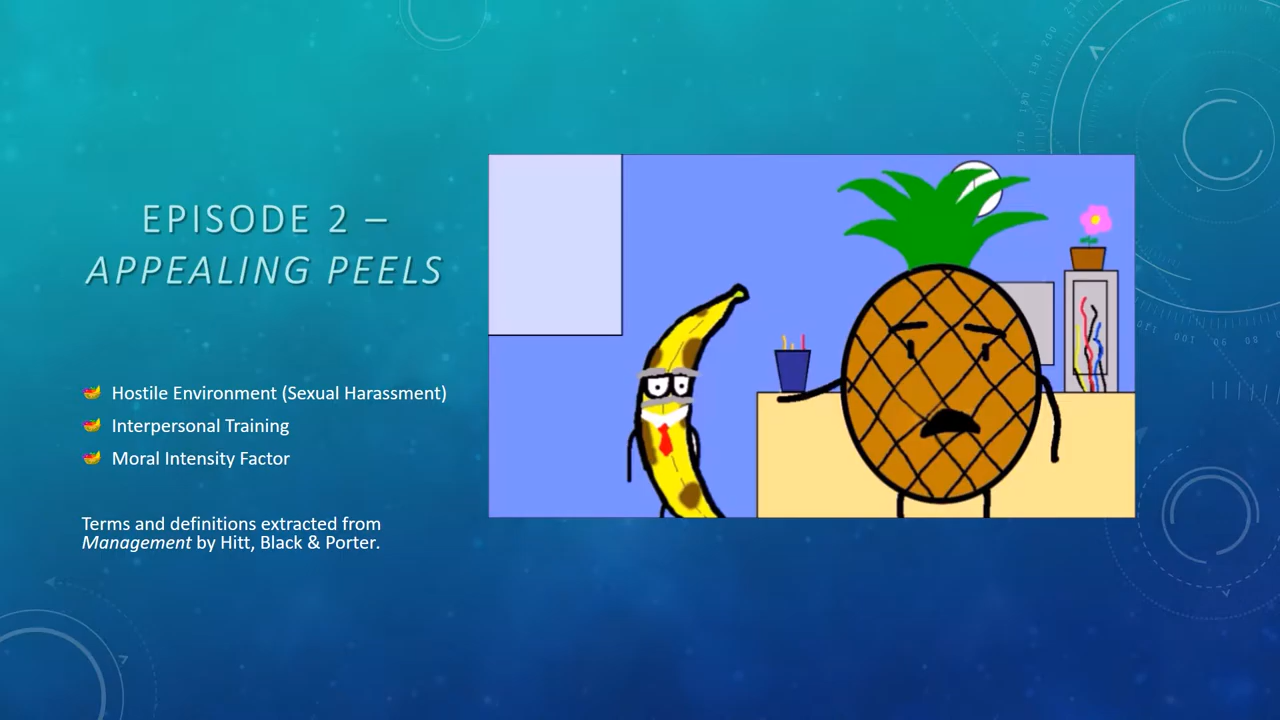 EPISODE 2 –
APPEALING PEELS
Hostile Environment (Sexual Harassment)
Interpersonal Training
Moral Intensity Factor
Terms and definitions extracted from
Management by Hitt, Black & Porter.